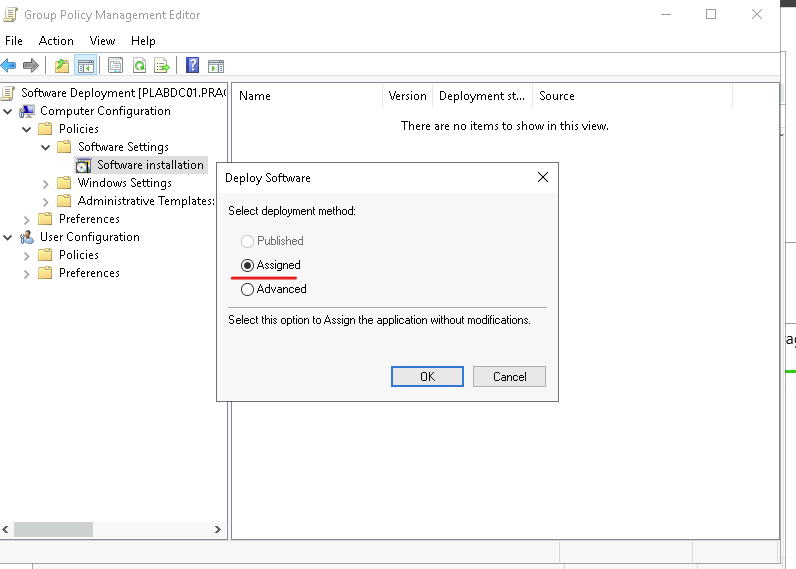 Group Policy Management Editor
File Action View Help
Software Deployment [PLABDC01.PRAC
Computer Configuration
Policies
Software Settings
Software installation
Windows Settings
Administrative Templates:
Preferences
User Configuration
Policies
Preferences
Name Version Deployment st... Source
There are no items to show in this view.
Deploy Software
Select deployment method:
Published
Assigned
Advanced
Select this option to Assign the application without modifications.
OK Cancel